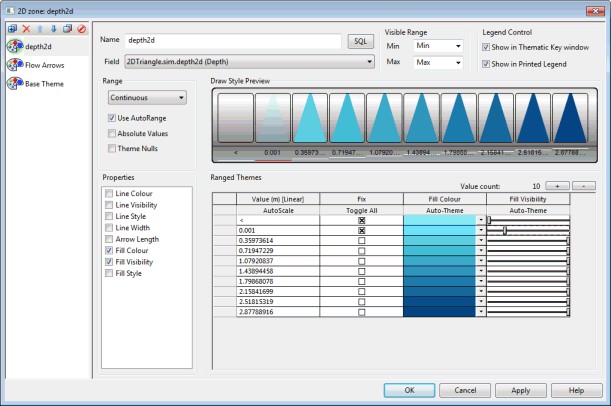 2D zone: depth2d
depth2d
Flow Arrows
Base Theme
Name
depth2d
SQL
Field
2DTriangle.sim.depth2d (Depth)
Visible Range
Min
Min
Max
Max
Legend Control
Show in Thematic Key window
Show in Printed Legend
Range
Continuous
Use AutoRange
Absolute Values
Theme Nulls
Draw Style Preview
< 0.001 0.35973... 0.71947... 1.07920... 1.43894 ... 1.79868... 2.15841... 2.51815... 2.87788...
Properties
Line Colour
Line Visibility
Line Style
Line Width
Arrow Length
Fill Colour
Fill Visibility
Fill Style
Ranged Themes
Value count: 10 + -
Value (m) [Linear] Fix Fill Colour Fill Visibility
AutoScale Toggle All Auto-Theme Auto-Theme
<
0.001
0.35973614
0.71947229
1.07920837
1.43894458
1.79868078
2.15841699
2.51815319
2.87788916
OK Cancel Apply Help